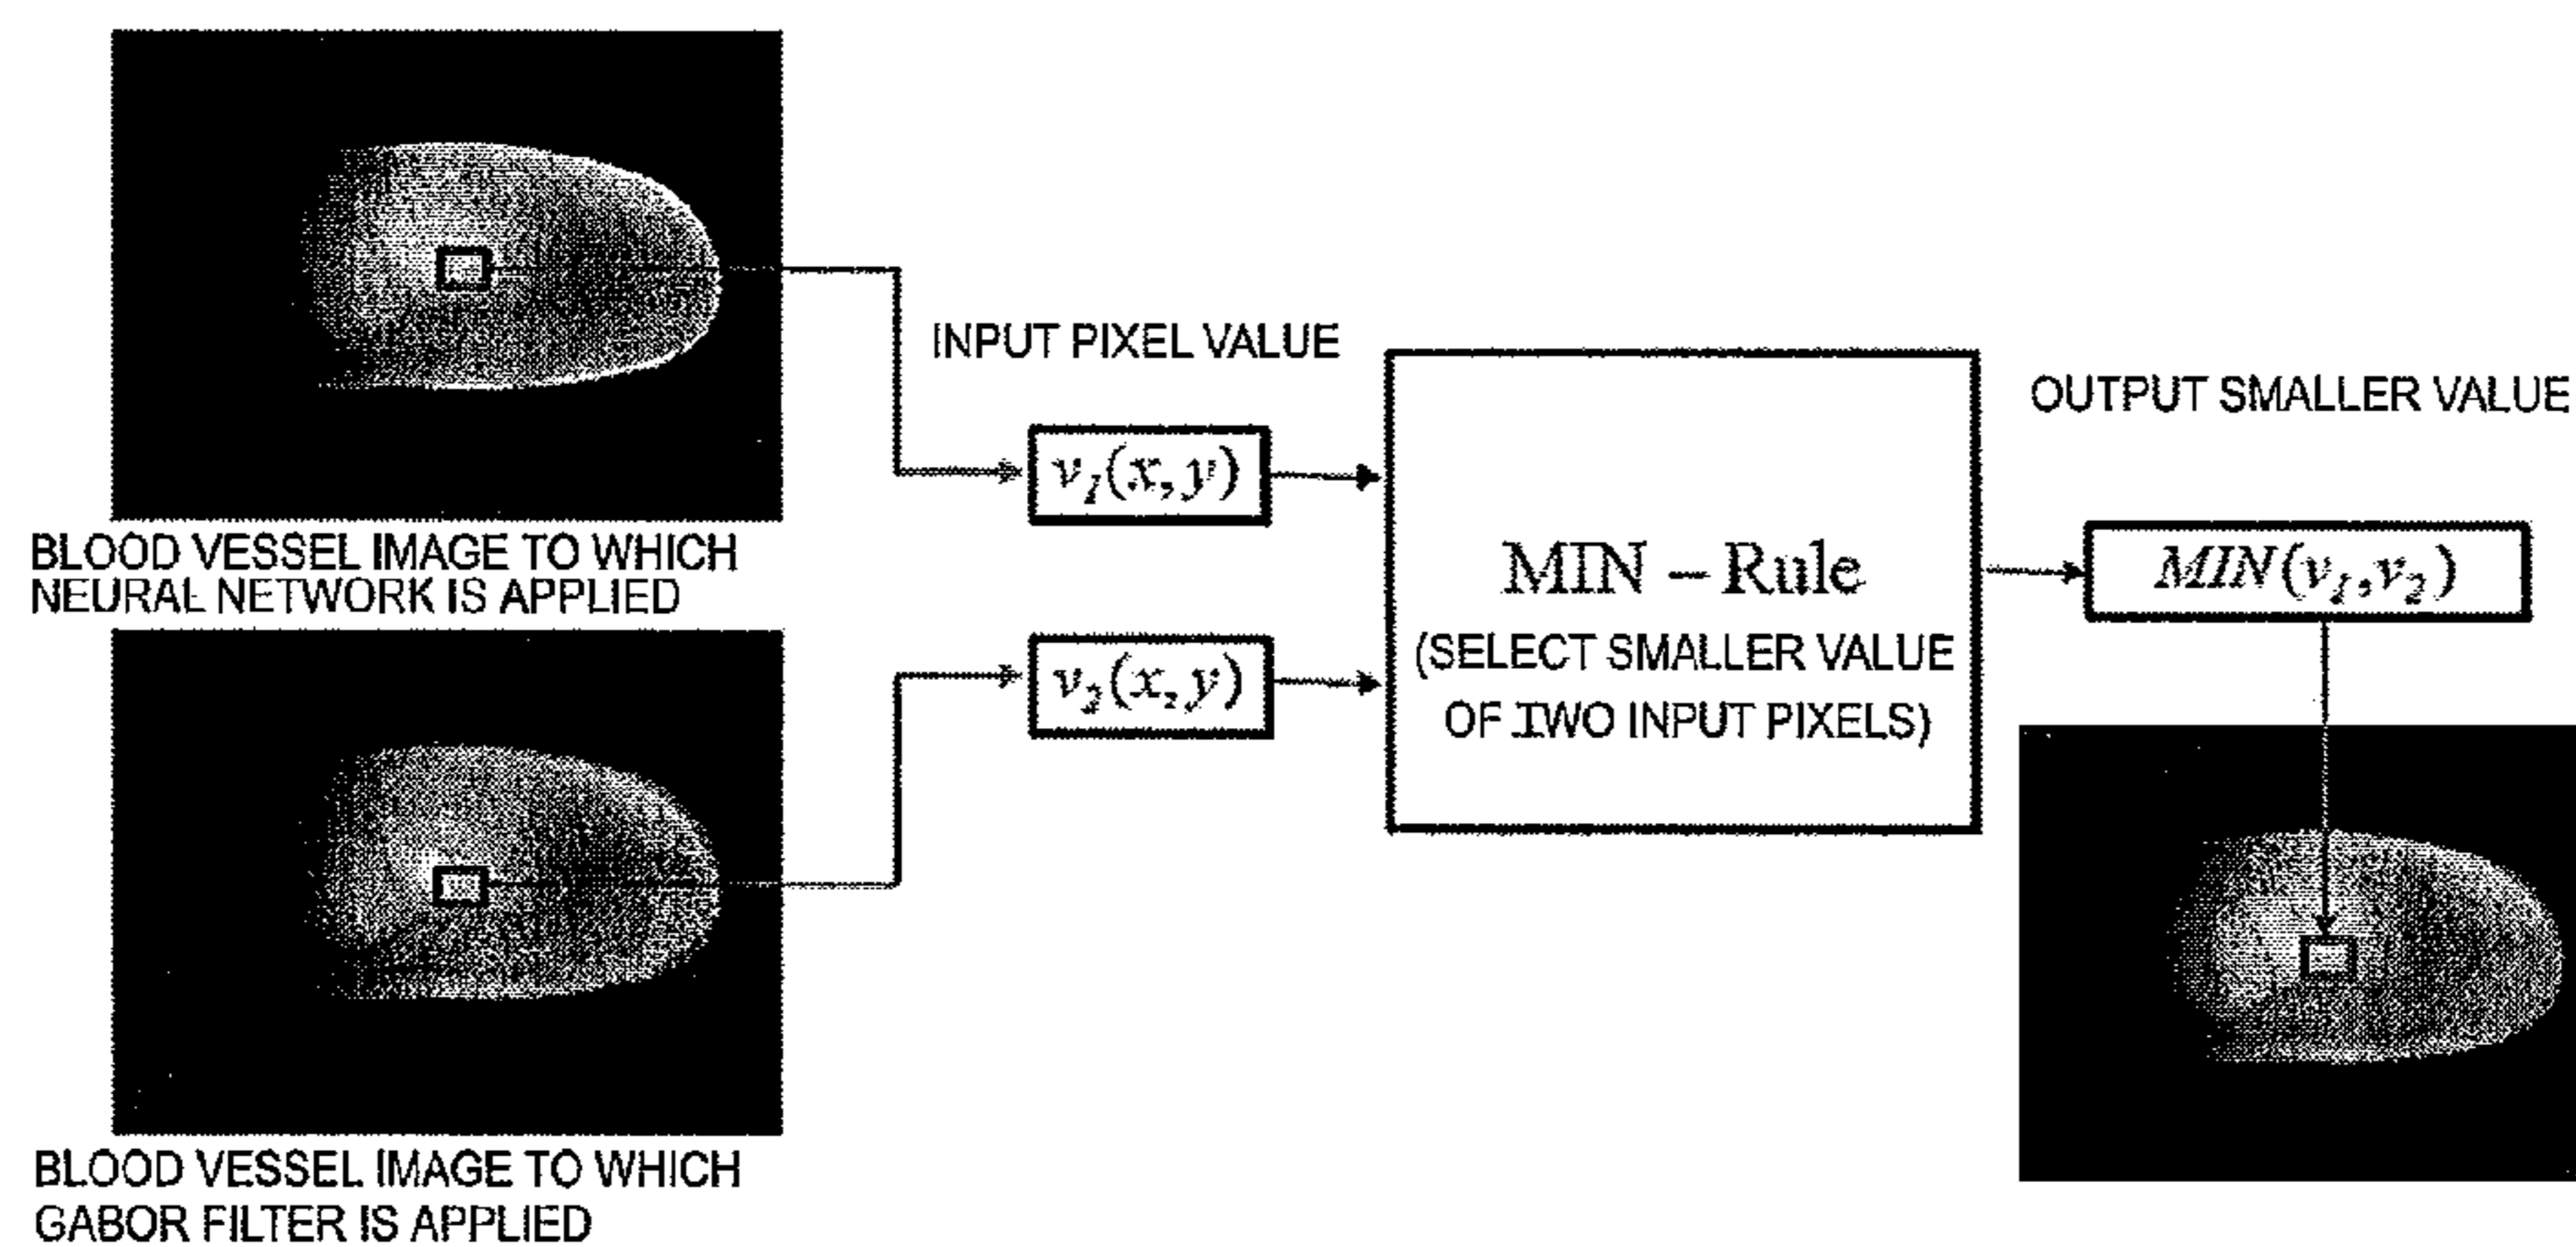 BLOOD VESSEL IMAGE TO WHICH
NEURAL NETWORK IS APPLIED
BLOOD VESSEL IMAGE TO WHICH
GABOR FILTER IS APPLIED
INPUT PIXEL VALUE
v₁(x,y)
v₂(x,y)
MIN – Rule
(SELECT SMALLER VALUE
OF TWO INPUT PIXELS)
OUTPUT SMALLER VALUE
MIN(v₁,v₂)